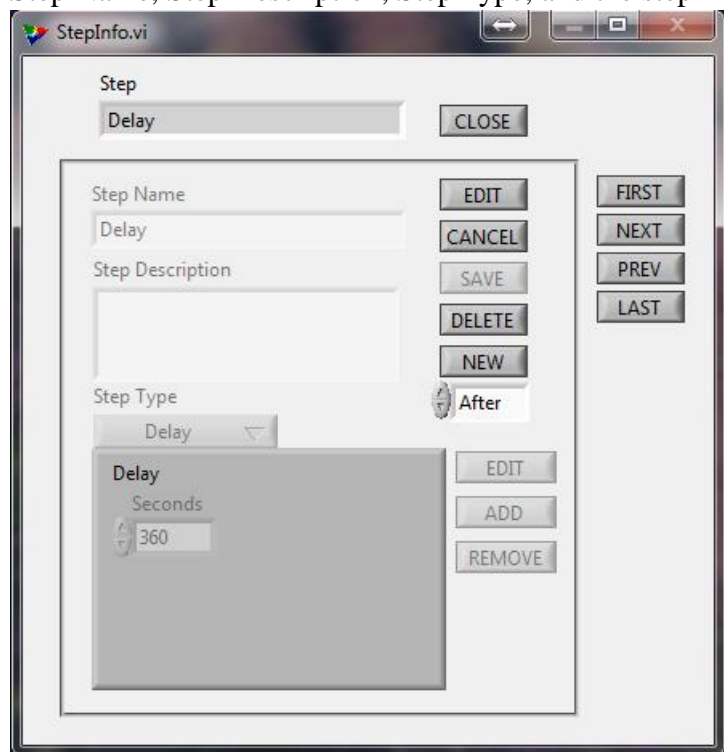 StepInfo.vi
Step
Delay
CLOSE
Step Name
Delay
EDIT
CANCEL
Step Description
SAVE
DELETE
NEW
After
Step Type
Delay
Delay
Seconds
360
EDIT
ADD
REMOVE
FIRST
NEXT
PREV
LAST